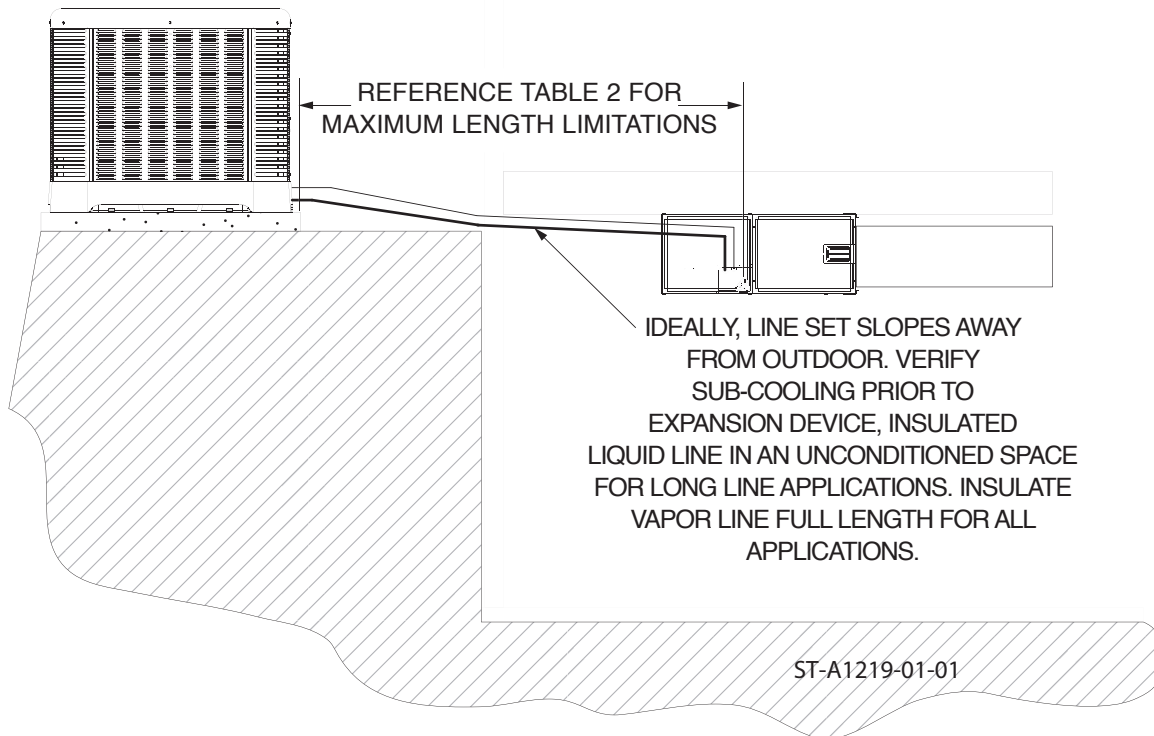 REFERENCE TABLE 2 FOR
MAXIMUM LENGTH LIMITATIONS
IDEALLY, LINE SET SLOPES AWAY
FROM OUTDOOR. VERIFY
SUB-COOLING PRIOR TO
EXPANSION DEVICE, INSULATED
LIQUID LINE IN AN UNCONDITIONED SPACE
FOR LONG LINE APPLICATIONS. INSULATE
VAPOR LINE FULL LENGTH FOR ALL
APPLICATIONS.
ST-A1219-01-01